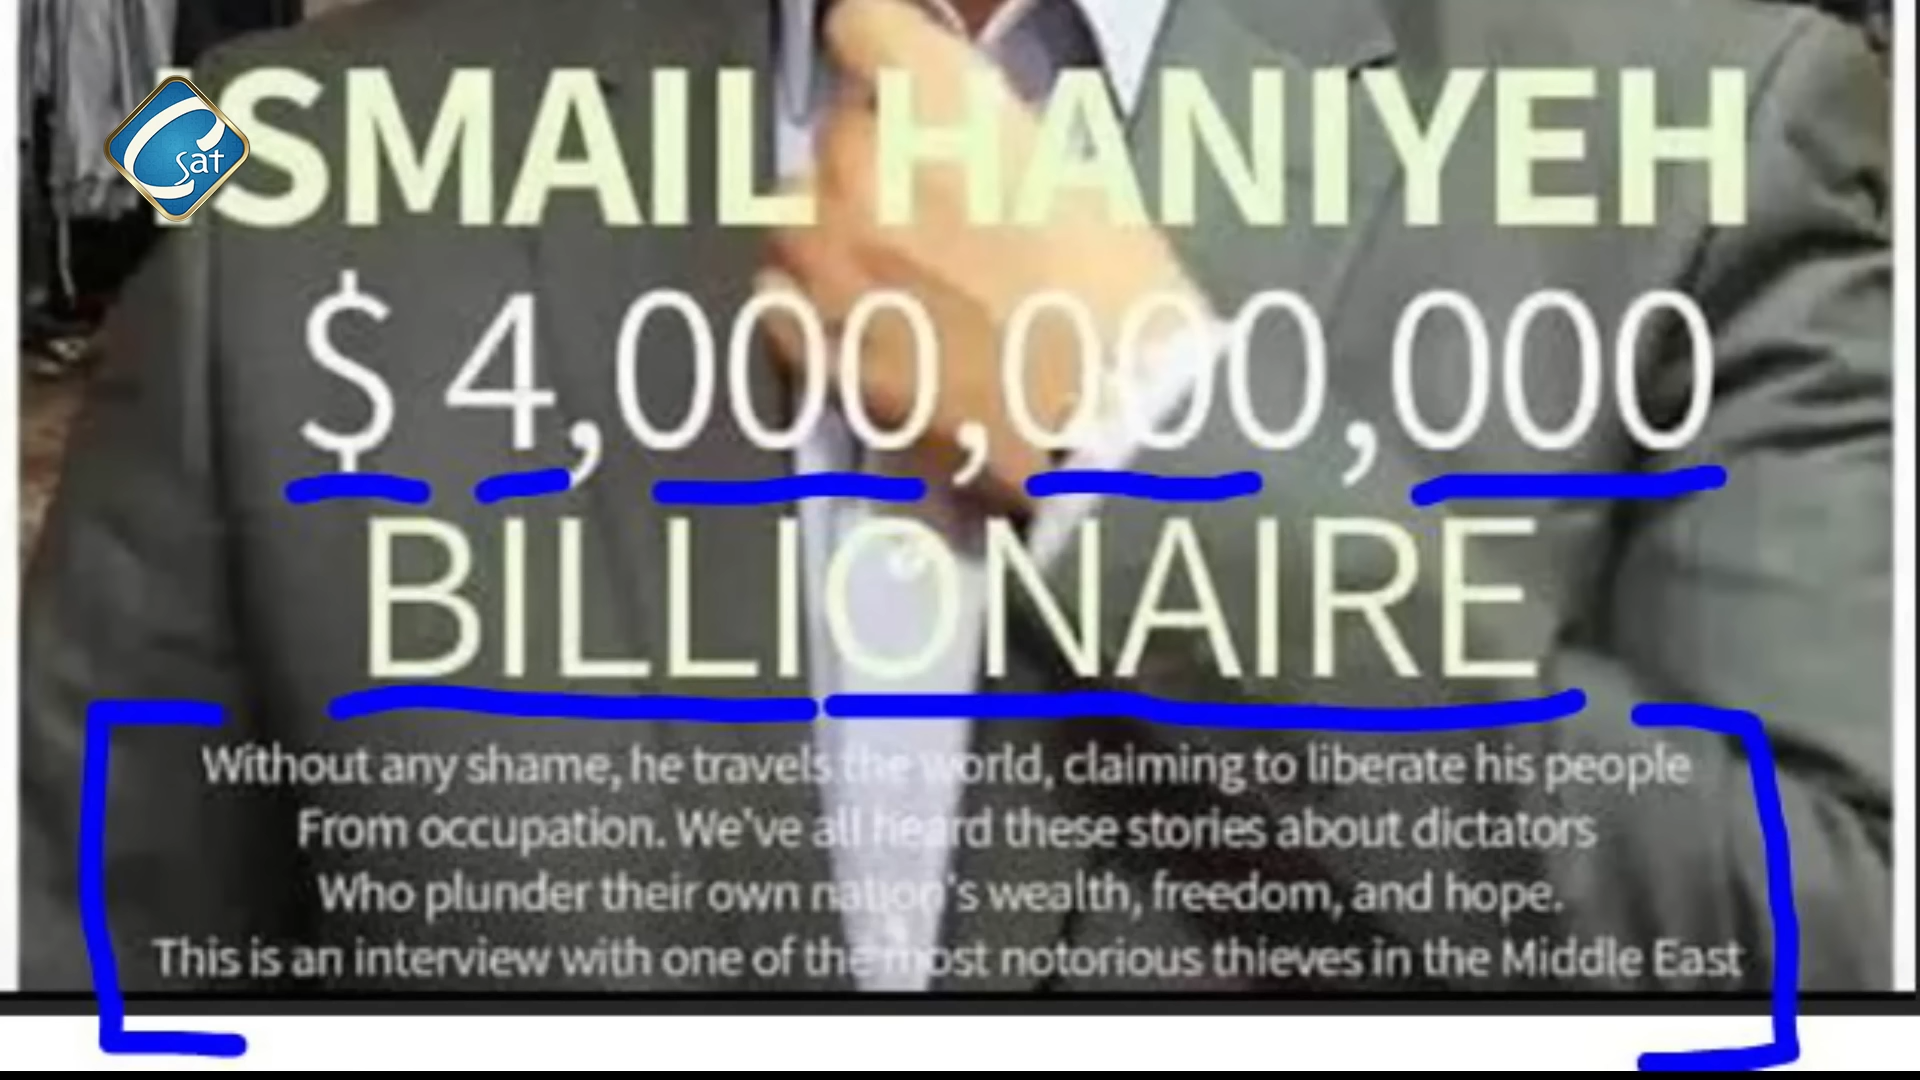 ISMAIL HANIYEH
C sat
$ 4,000,000,000
BILLIONAIRE
Without any shame, he travels the world, claiming to liberate his people
From occupation. We've all heard these stories about dictators
Who plunder their own nation's wealth, freedom, and hope.
This is an interview with one of the most notorious thieves in the Middle East